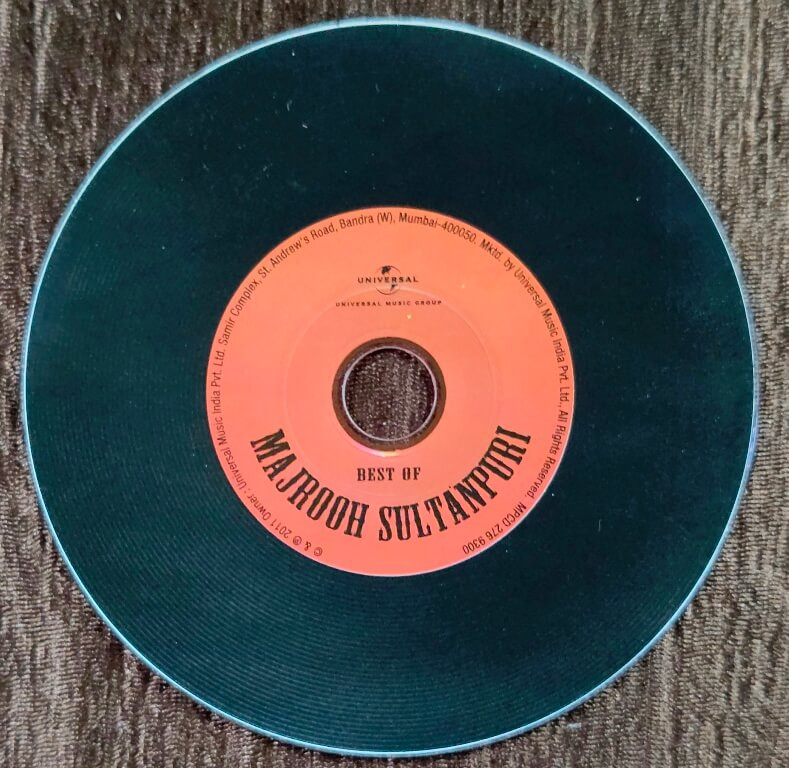 UNIVERSAL
UNIVERSAL MUSIC GROUP
BEST OF
MAJROOH SULTANPURI
© & ℗ 2011 Owner : Universal Music India Pvt. Ltd. Samir Complex, St. Andrew's Road, Bandra (W), Mumbai-400050. Mktd. by Universal Music India Pvt. Ltd., All Rights Reserved. MPCD 276 9300